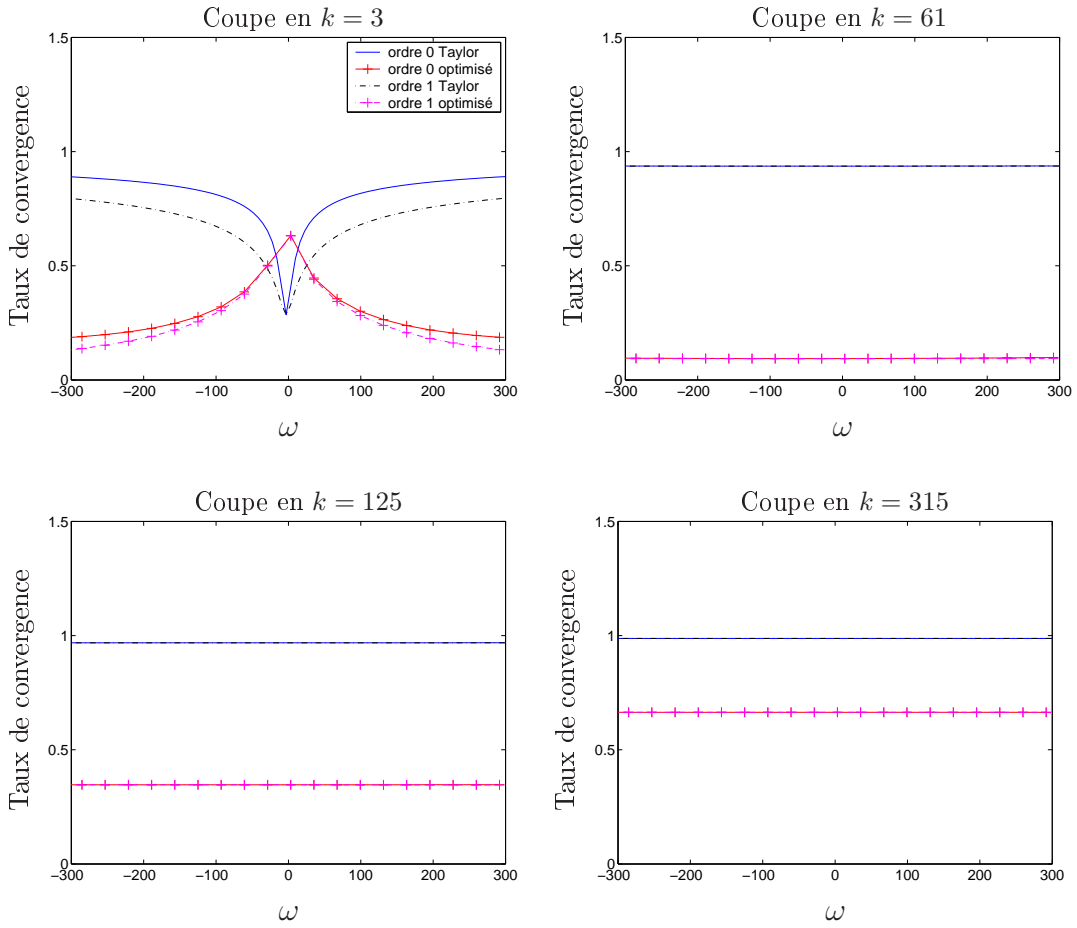 Coupe en k = 3
Taux de convergence
1.5
1
0.5
0
ordre 0 Taylor
ordre 0 optimisé
ordre 1 Taylor
ordre 1 optimisé
−300 −200 −100 0 100 200 300
ω
Coupe en k = 61
Taux de convergence
1.5
1
0.5
0
−300 −200 −100 0 100 200 300
ω
Coupe en k = 125
Taux de convergence
1.5
1
0.5
0
−300 −200 −100 0 100 200 300
ω
Coupe en k = 315
Taux de convergence
1.5
1
0.5
0
−300 −200 −100 0 100 200 300
ω